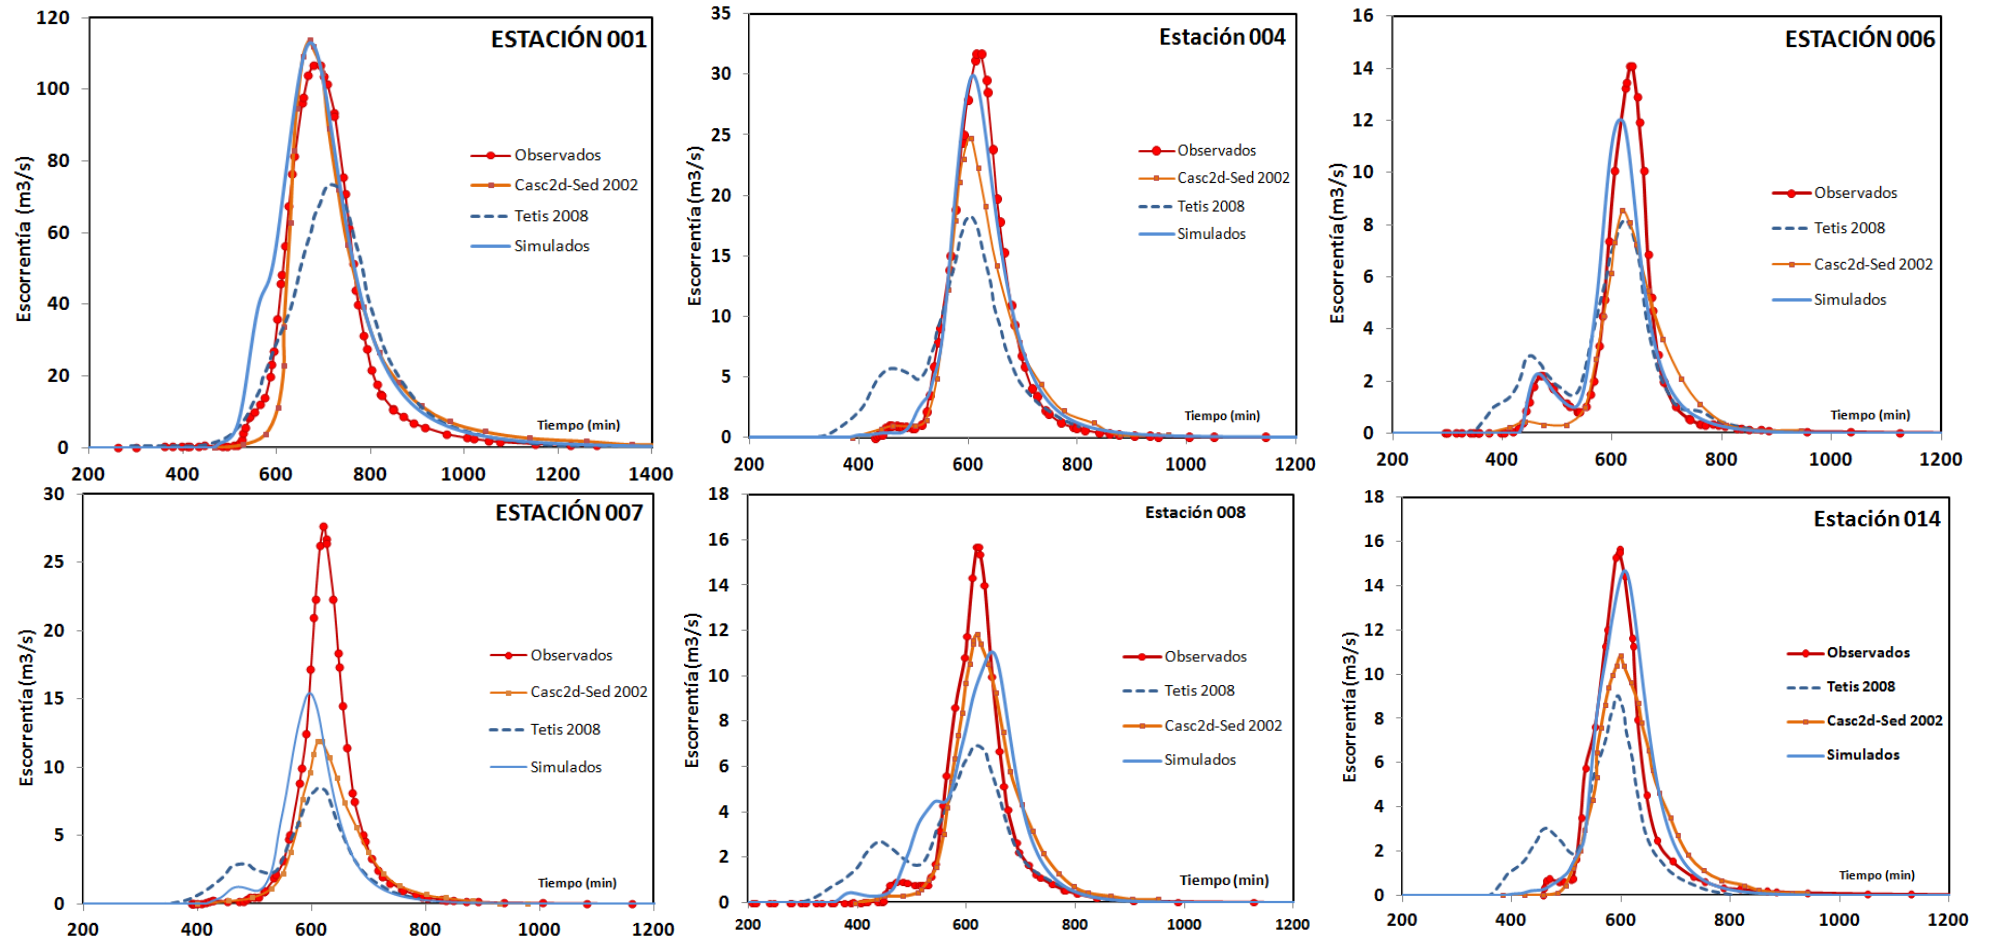 ESTACIÓN 001
Escorrentía (m3/s)
120
100
80
60
40
20
0
Observados
Casc2d-Sed 2002
Tetis 2008
Simulados
Tiempo (min)
200 400 600 800 1000 1200 1400
Estación 004
Escorrentía (m3/s)
35
30
25
20
15
10
5
0
Observados
Casc2d-Sed 2002
Tetis 2008
Simulados
Tiempo (min)
200 400 600 800 1000 1200
ESTACIÓN 006
Escorrentía (m3/s)
16
14
12
10
8
6
4
2
0
Observados
Tetis 2008
Casc2d-Sed 2002
Simulados
Tiempo (min)
200 400 600 800 1000 1200
ESTACIÓN 007
Escorrentía (m3/s)
30
25
20
15
10
5
0
Observados
Casc2d-Sed 2002
Tetis 2008
Simulados
Tiempo (min)
200 400 600 800 1000 1200
Estación 008
Escorrentía (m3/s)
18
16
14
12
10
8
6
4
2
0
Observados
Tetis 2008
Casc2d-Sed 2002
Simulados
Tiempo (min)
200 400 600 800 1000 1200
Estación 014
Escorrentía (m3/s)
18
16
14
12
10
8
6
4
2
0
Observados
Tetis 2008
Casc2d-Sed 2002
Simulados
Tiempo (min)
200 400 600 800 1000 1200